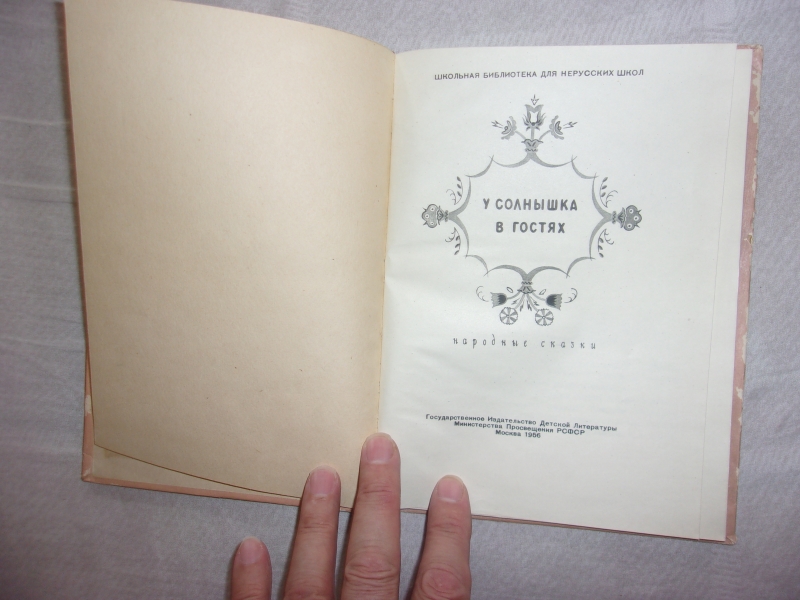 ШКОЛЬНАЯ БИБЛИОТЕКА ДЛЯ НЕРУССКИХ ШКОЛ
У СОЛНЫШКА
В ГОСТЯХ
народные сказки
Государственное Издательство Детской Литературы
Министерства Просвещения РСФСР
Москва 1956